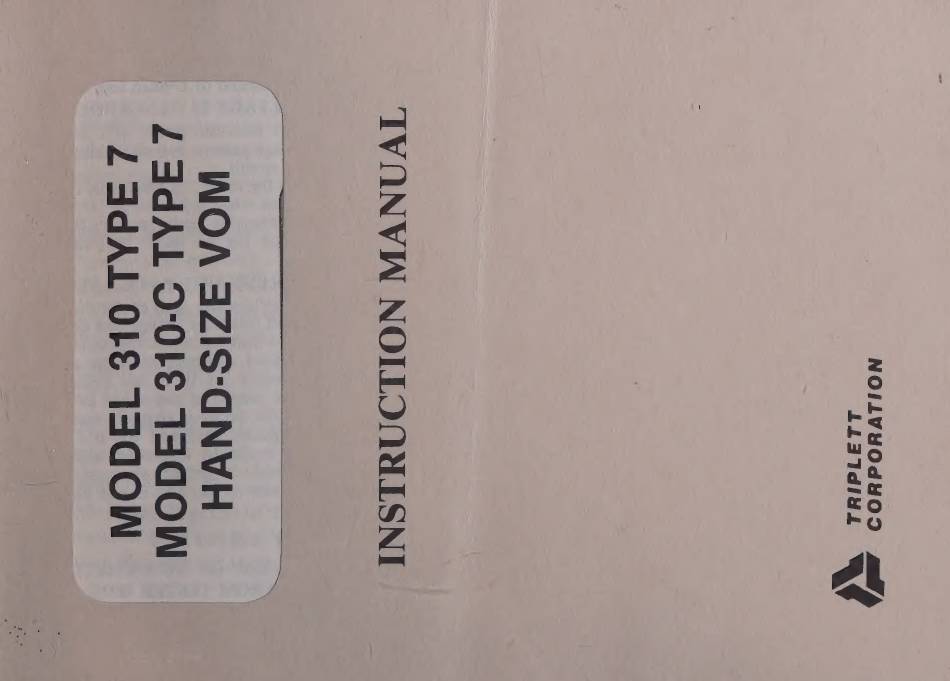 MODEL 310 TYPE 7
MODEL 310-C TYPE 7
HAND-SIZE VOM
INSTRUCTION MANUAL
TRIPLETT
CORPORATION